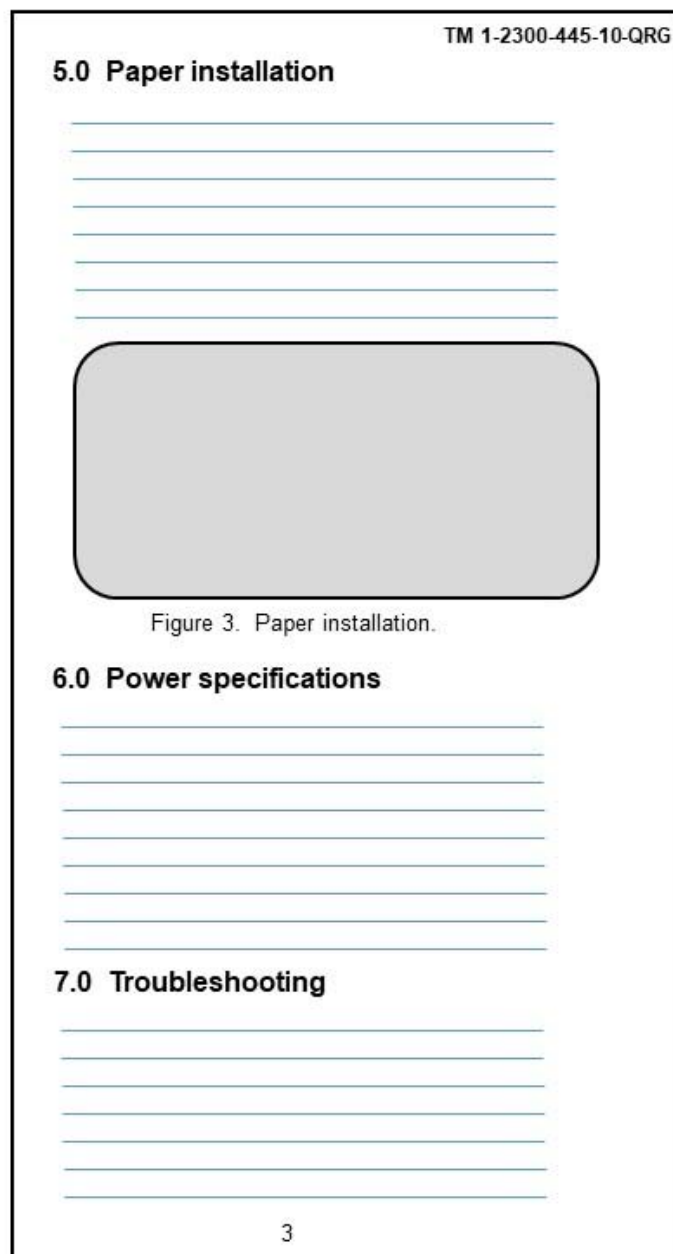 TM 1-2300-445-10-QRG
5.0 Paper installation
Figure 3. Paper installation.
6.0 Power specifications
7.0 Troubleshooting
3